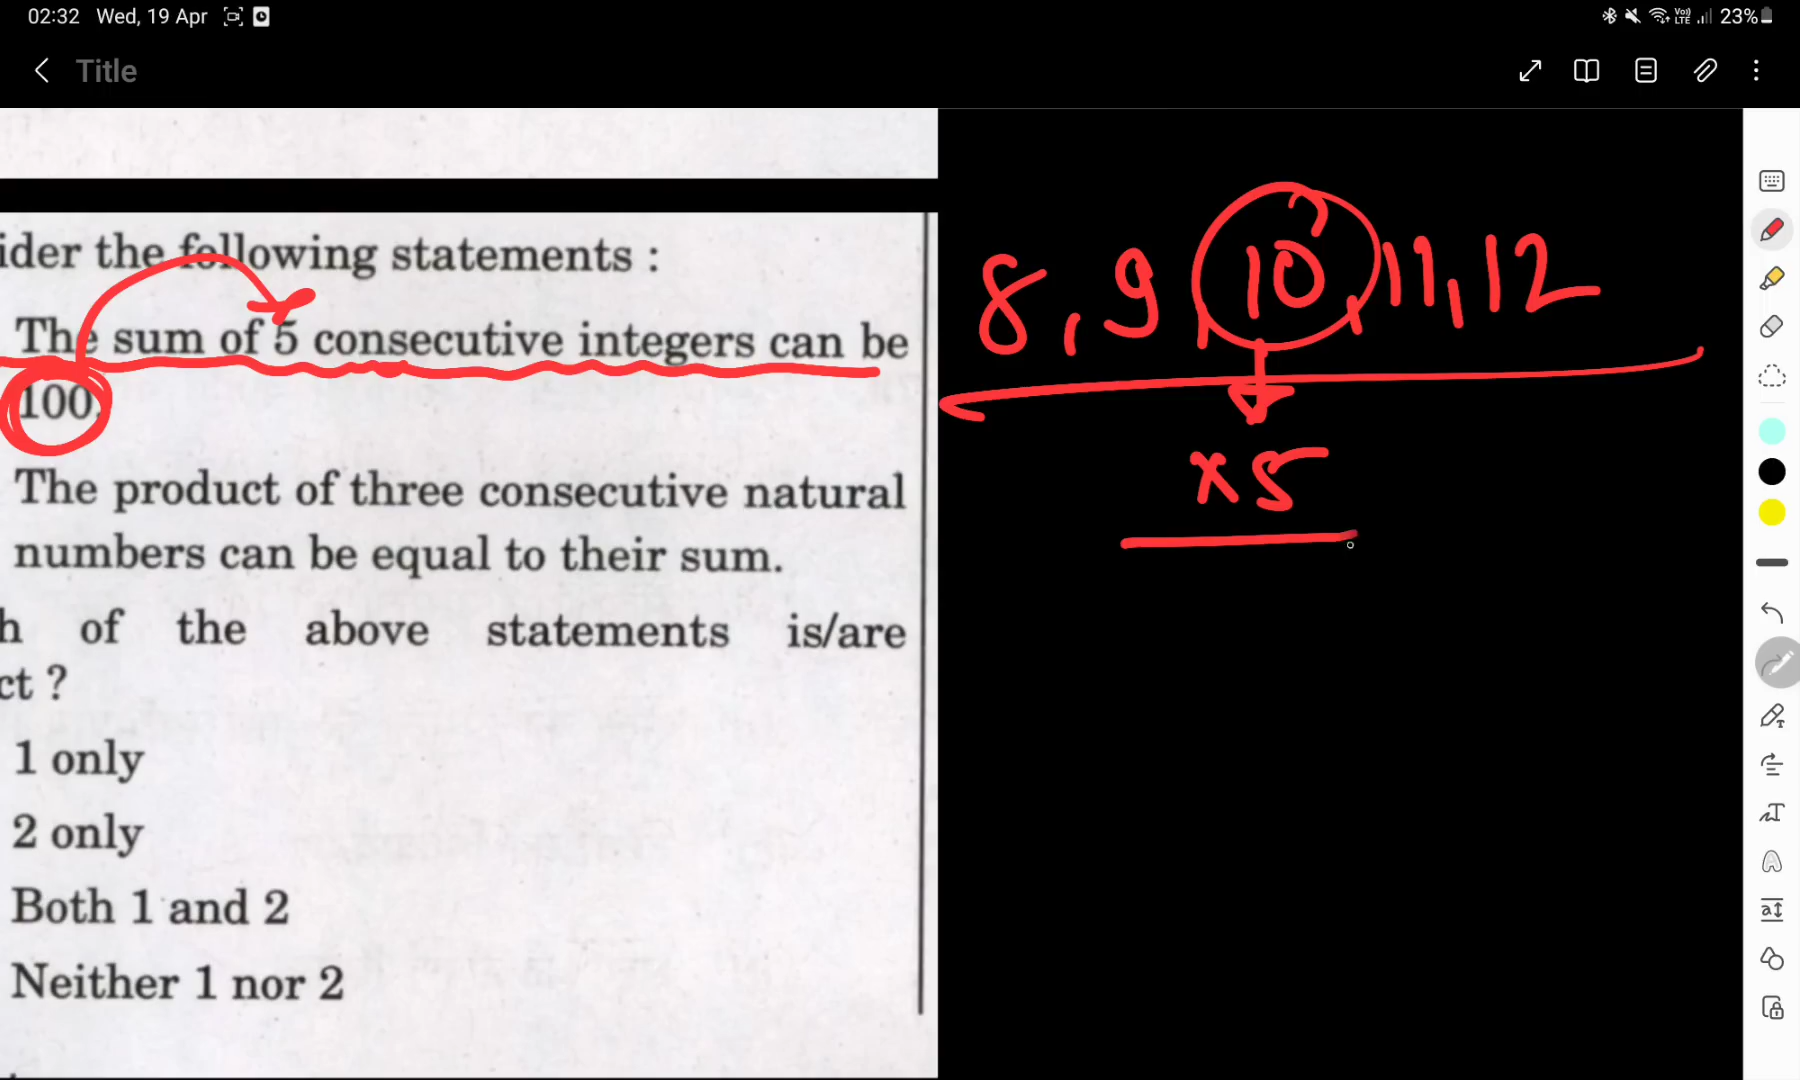 02:32 Wed, 19 Apr
Vo) LTE 23%
Title
ider the following statements :
The sum of 5 consecutive integers can be
100.
The product of three consecutive natural
numbers can be equal to their sum.
h of the above statements is/are
ct ?
1 only
2 only
Both 1 and 2
Neither 1 nor 2
8, 9, 10, 11, 12
× 5